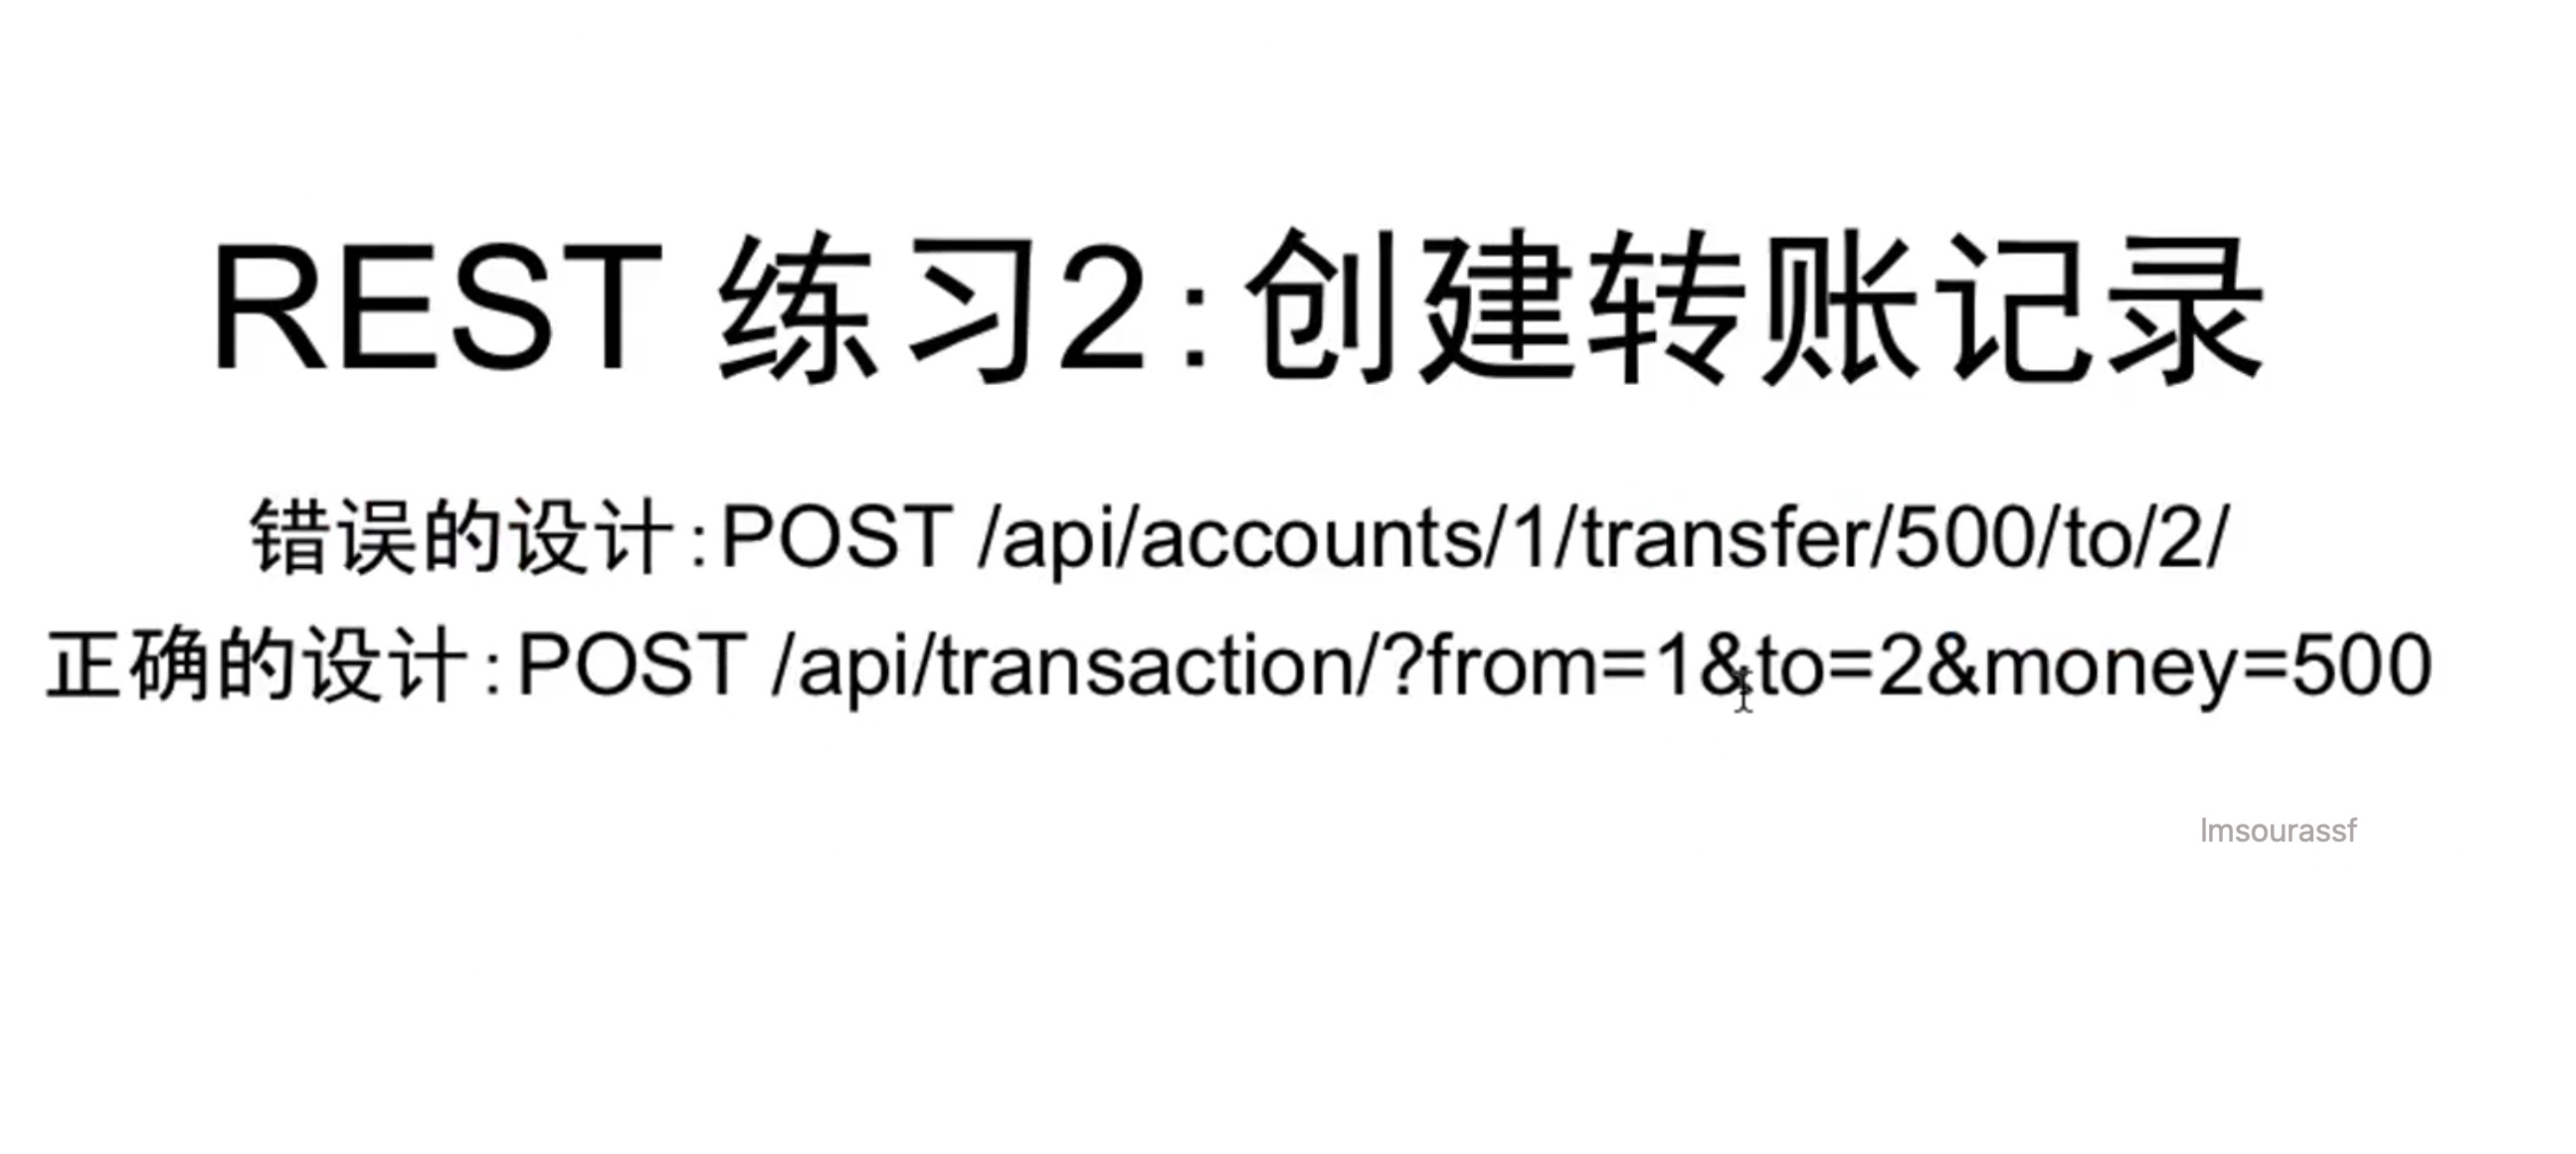 REST 练习2:创建转账记录
错误的设计:POST /api/accounts/1/transfer/500/to/2/
正确的设计:POST /api/transaction/?from=1&to=2&money=500
lmsourassf